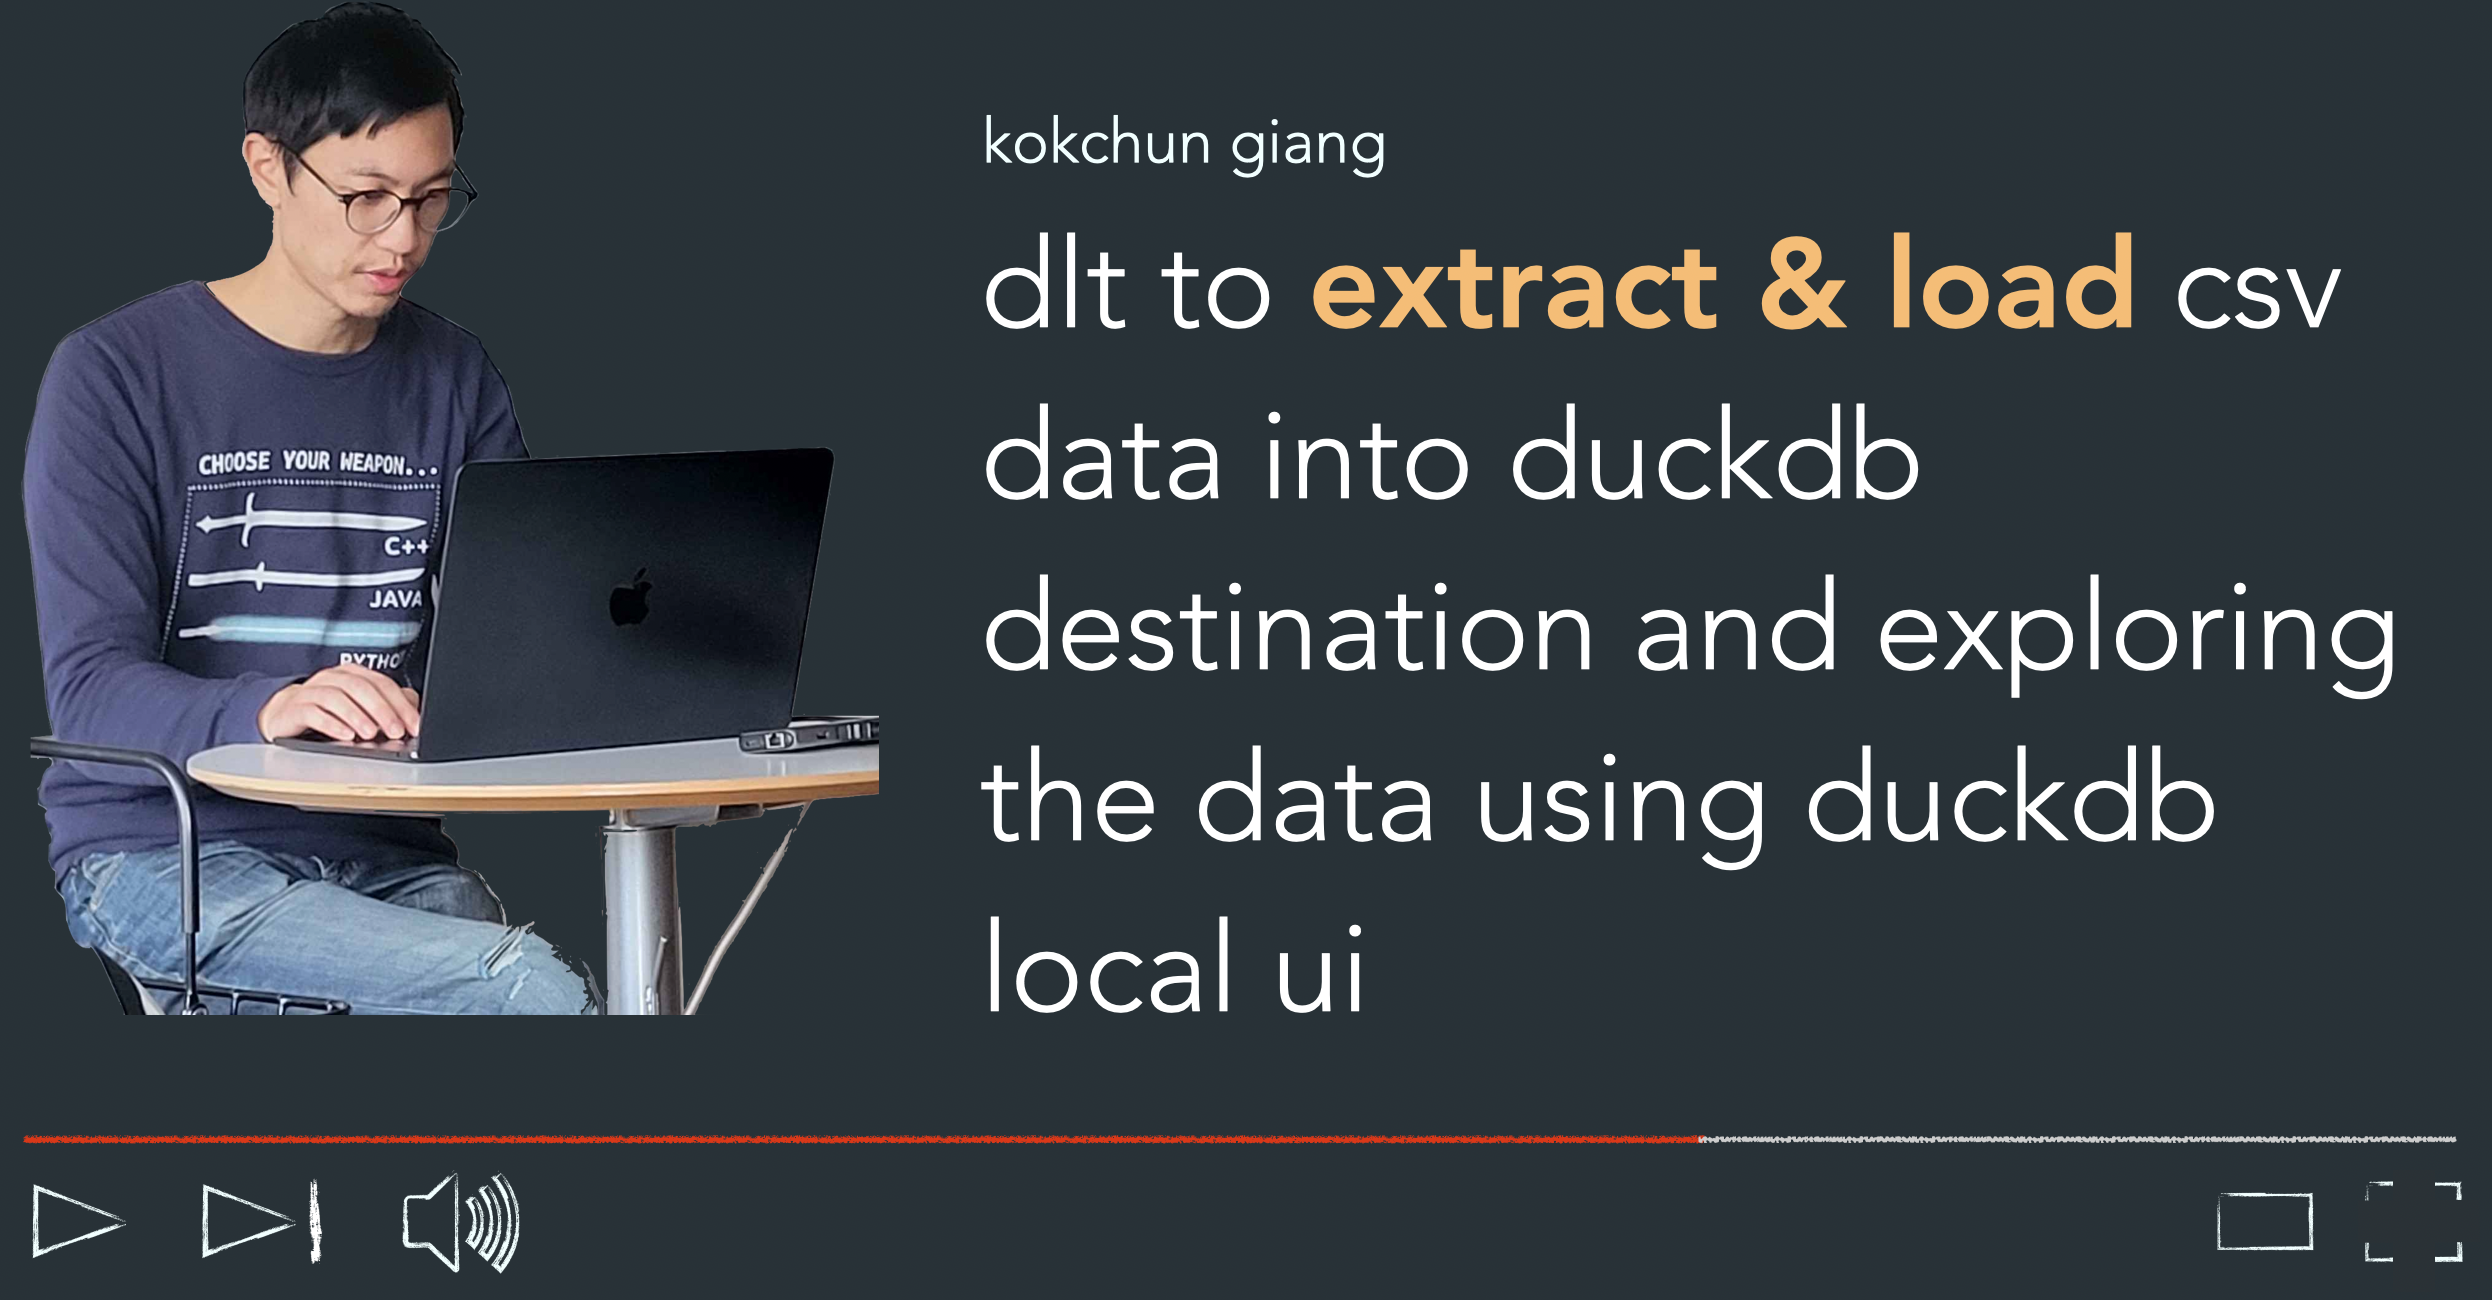 kokchun giang
dlt to extract & load csv
data into duckdb
destination and exploring
the data using duckdb
local ui
CHOOSE YOUR WEAPON...
C++
JAVA
PYTHO